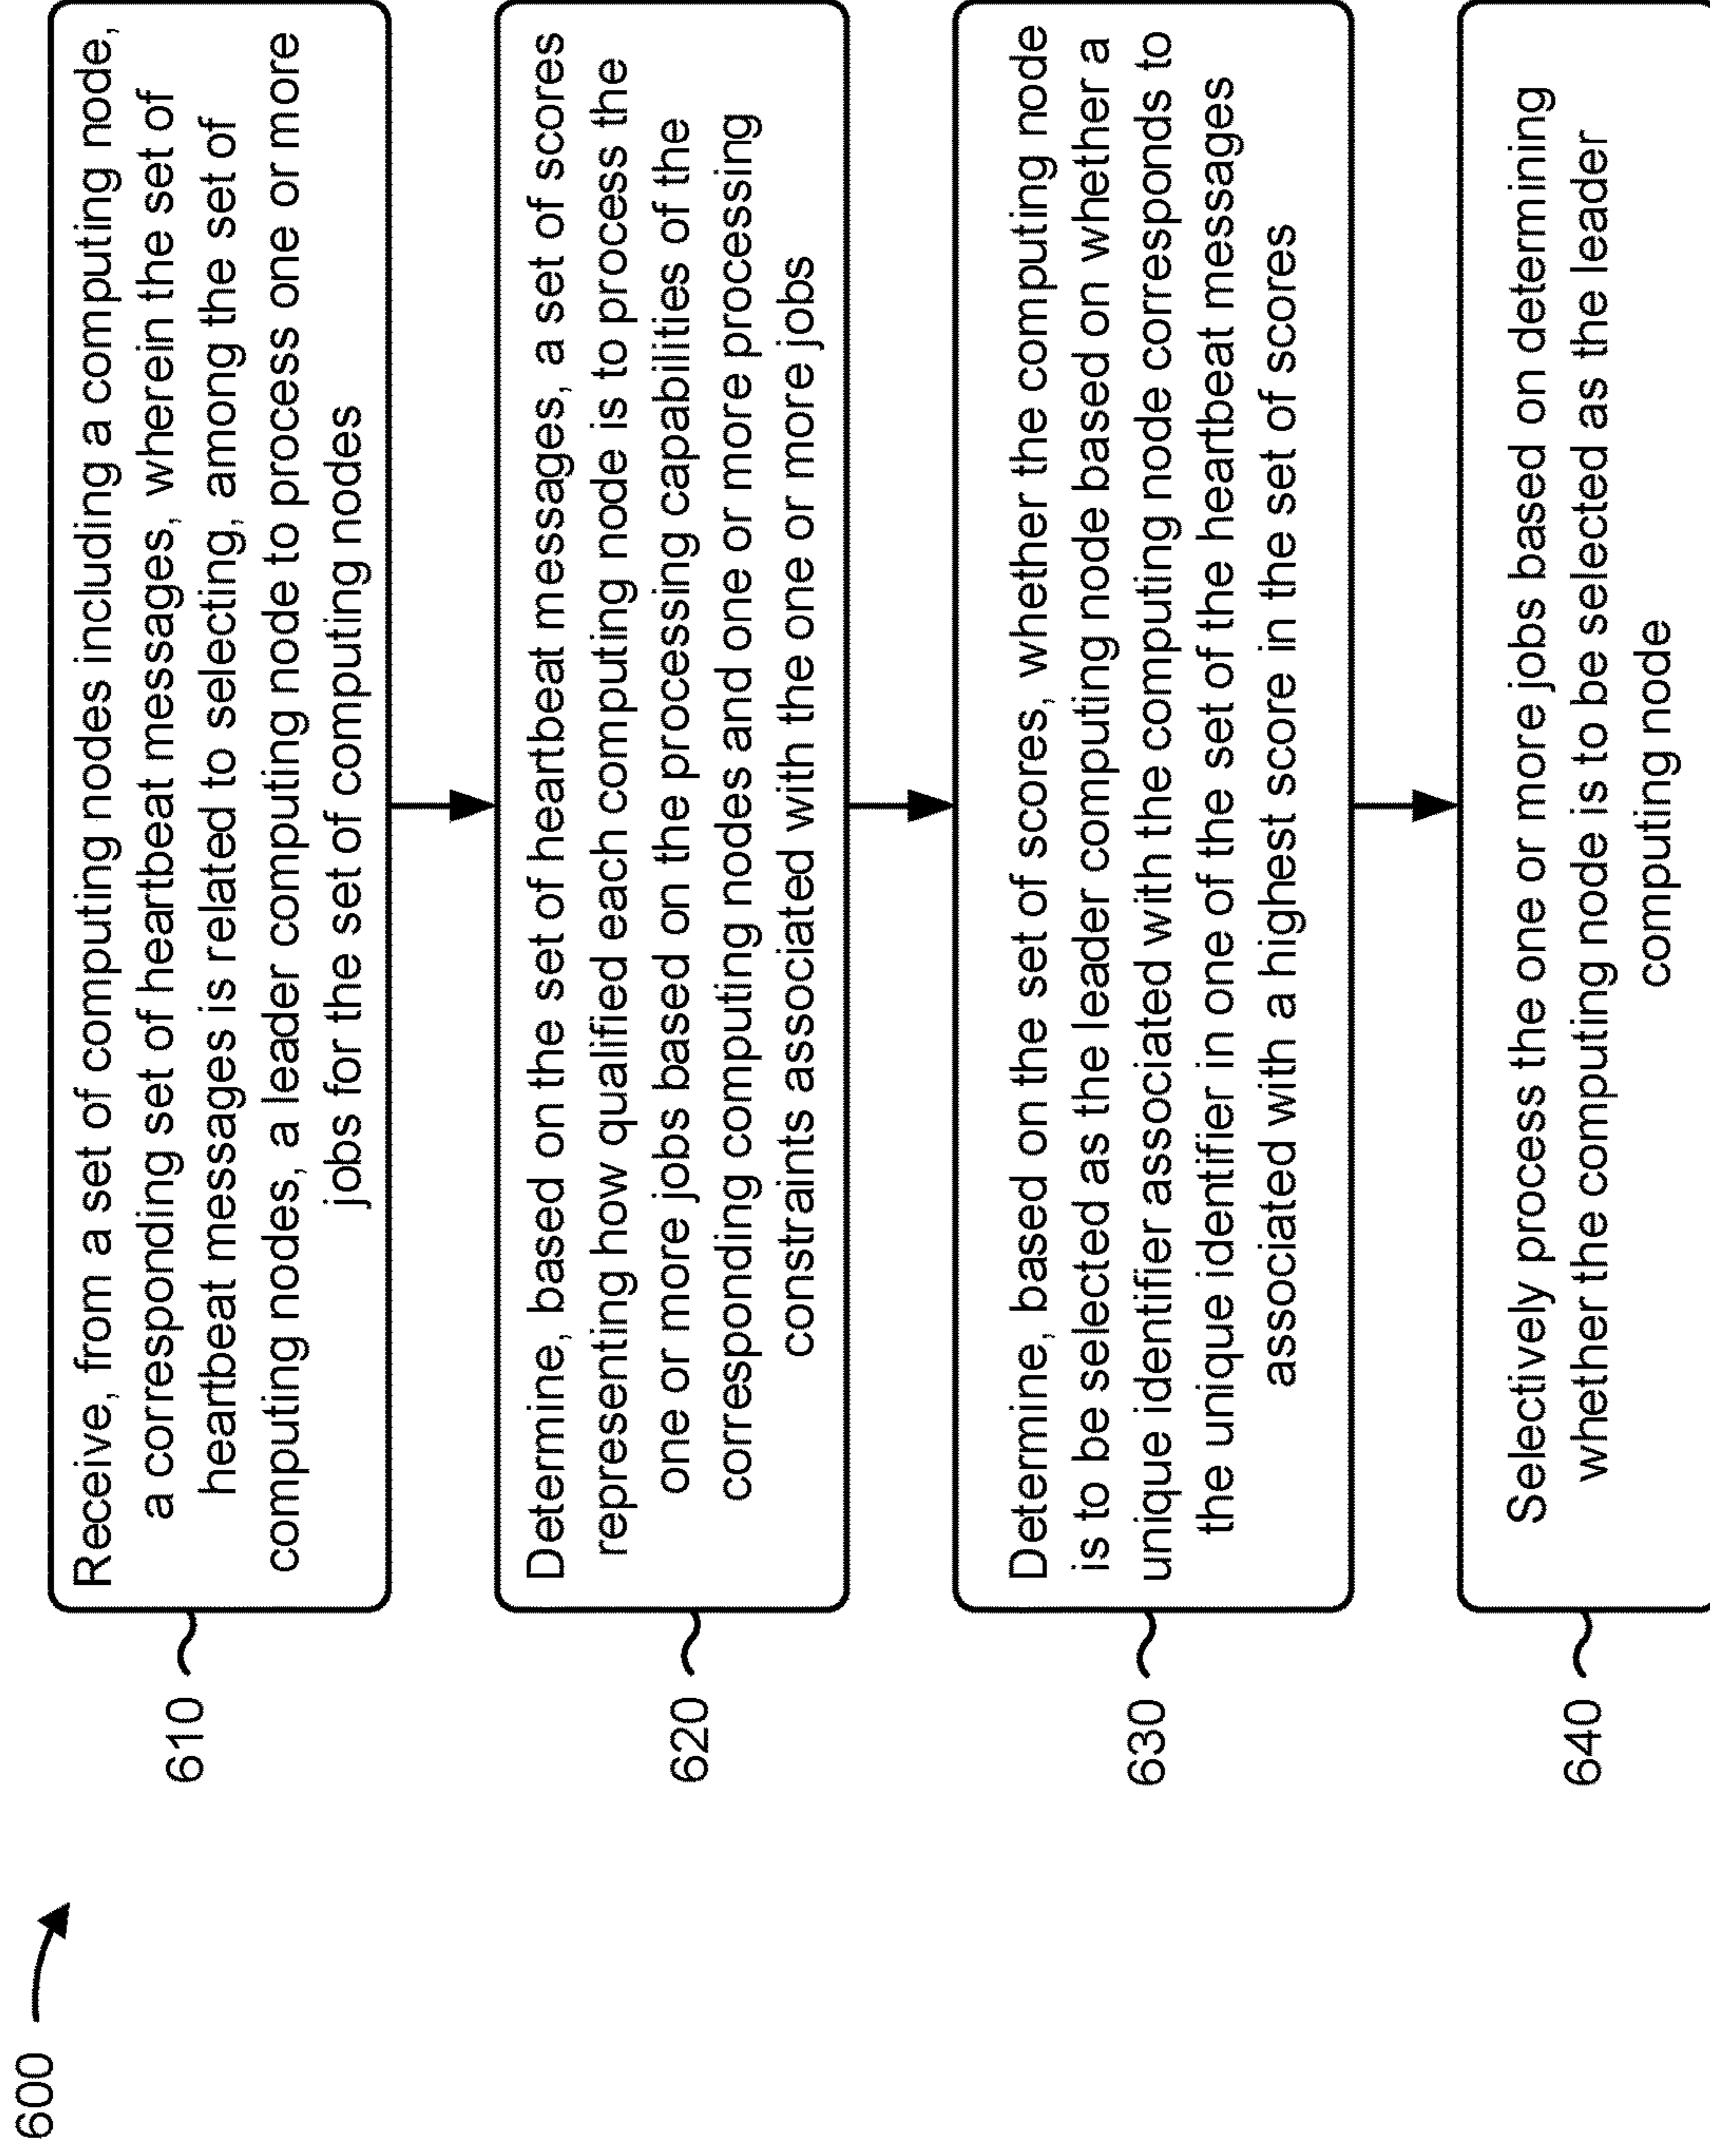 600
610
Receive, from a set of computing nodes including a computing node,
a corresponding set of heartbeat messages, wherein the set of
heartbeat messages is related to selecting, among the set of
computing nodes, a leader computing node to process one or more
jobs for the set of computing nodes
620
Determine, based on the set of heartbeat messages, a set of scores
representing how qualified each computing node is to process the
one or more jobs based on the processing capabilities of the
corresponding computing nodes and one or more processing
constraints associated with the one or more jobs
630
Determine, based on the set of scores, whether the computing node
is to be selected as the leader computing node based on whether a
unique identifier associated with the computing node corresponds to
the unique identifier in one of the set of the heartbeat messages
associated with a highest score in the set of scores
640
Selectively process the one or more jobs based on determining
whether the computing node is to be selected as the leader
computing node